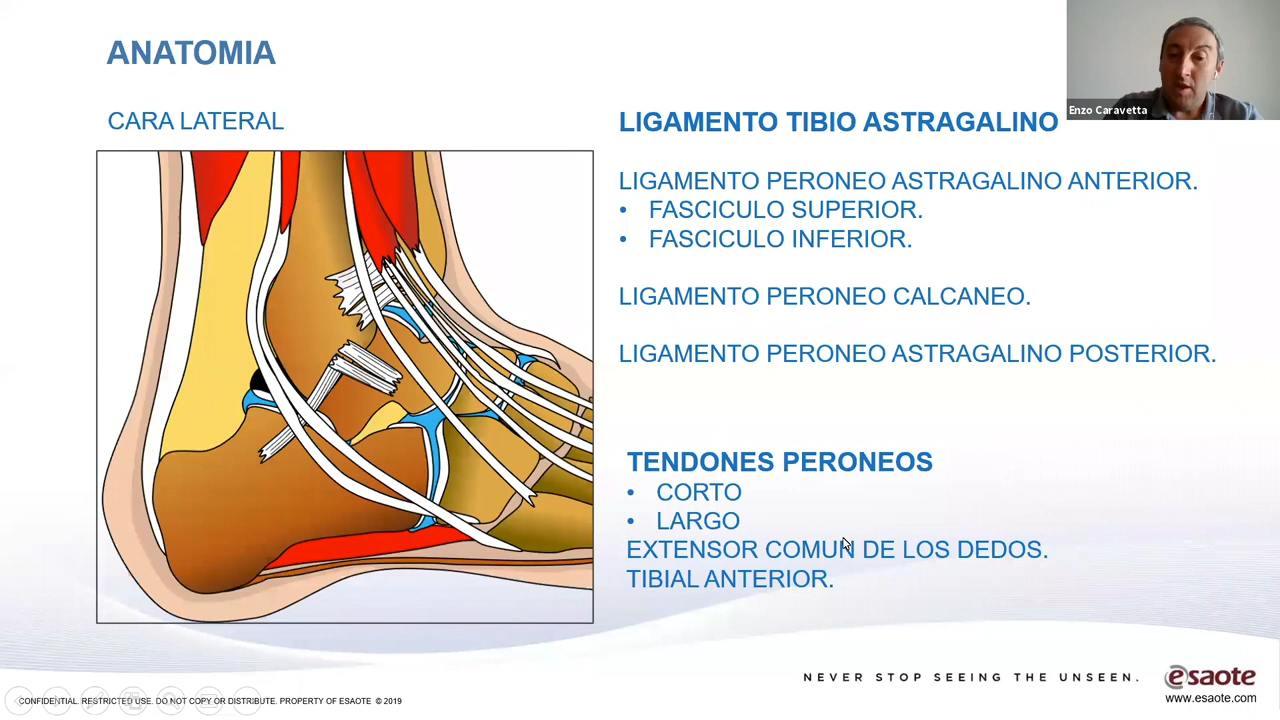 ANATOMIA
Enzo Caravetta
CARA LATERAL
LIGAMENTO TIBIO ASTRAGALINO
LIGAMENTO PERONEO ASTRAGALINO ANTERIOR.
• FASCICULO SUPERIOR.
• FASCICULO INFERIOR.
LIGAMENTO PERONEO CALCANEO.
LIGAMENTO PERONEO ASTRAGALINO POSTERIOR.
TENDONES PERONEOS
• CORTO
• LARGO
EXTENSOR COMUN DE LOS DEDOS.
TIBIAL ANTERIOR.
NEVER STOP SEEING THE UNSEEN.
esaote
www.esaote.com
CONFIDENTIAL. RESTRICTED USE. DO NOT COPY OR DISTRIBUTE. PROPERTY OF ESAOTE © 2019